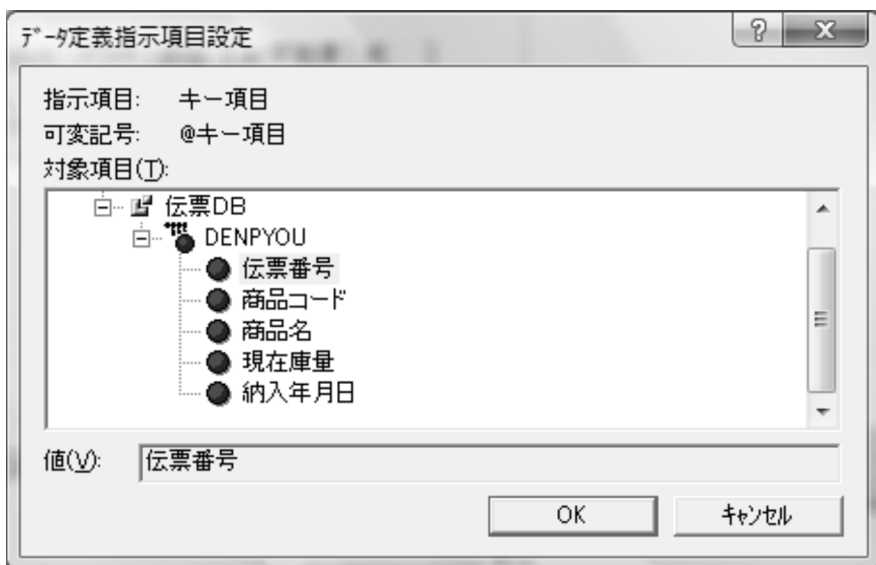 ﾃﾞｰﾀ定義指示項目設定
指示項目: キー項目
可変記号: @キー項目
対象項目(T):
伝票DB
DENPYOU
伝票番号
商品コード
商品名
現在庫量
納入年月日
値(V): 伝票番号
OK ｷｬﾝｾﾙ